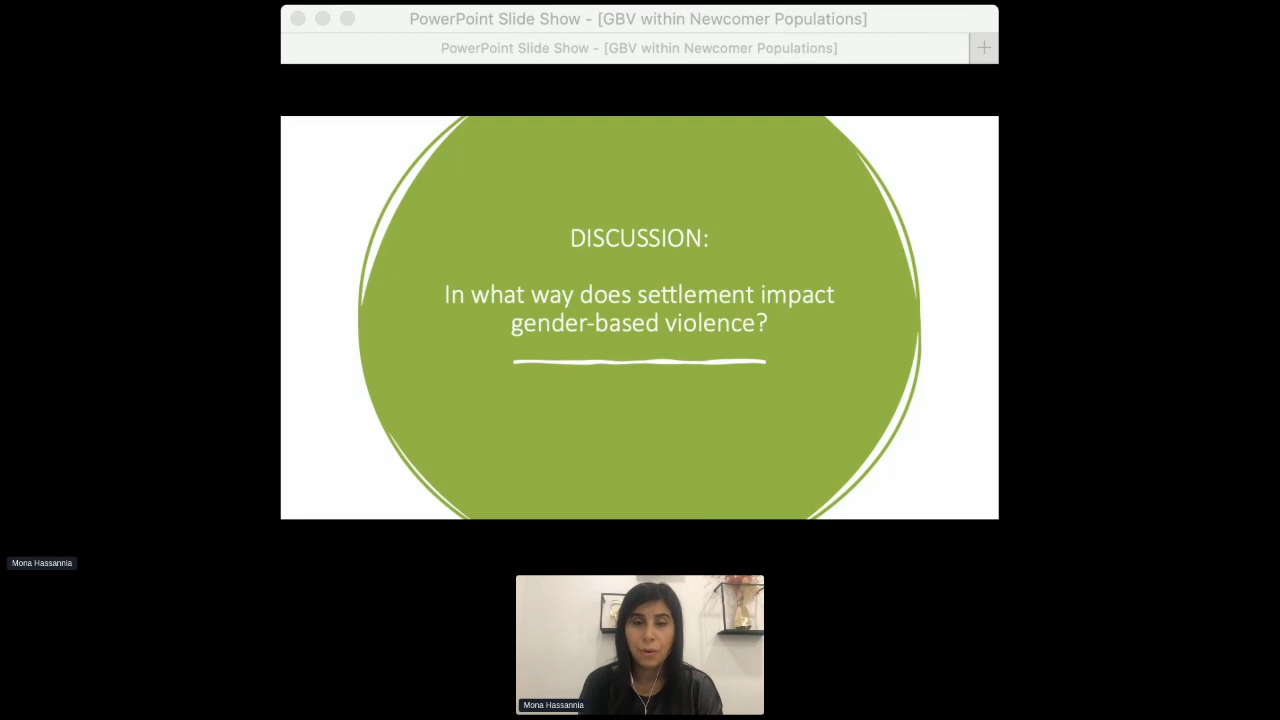 PowerPoint Slide Show - [GBV within Newcomer Populations]
PowerPoint Slide Show - [GBV within Newcomer Populations]
DISCUSSION:
In what way does settlement impact
gender-based violence?
Mona Hassannia
Mona Hassannia